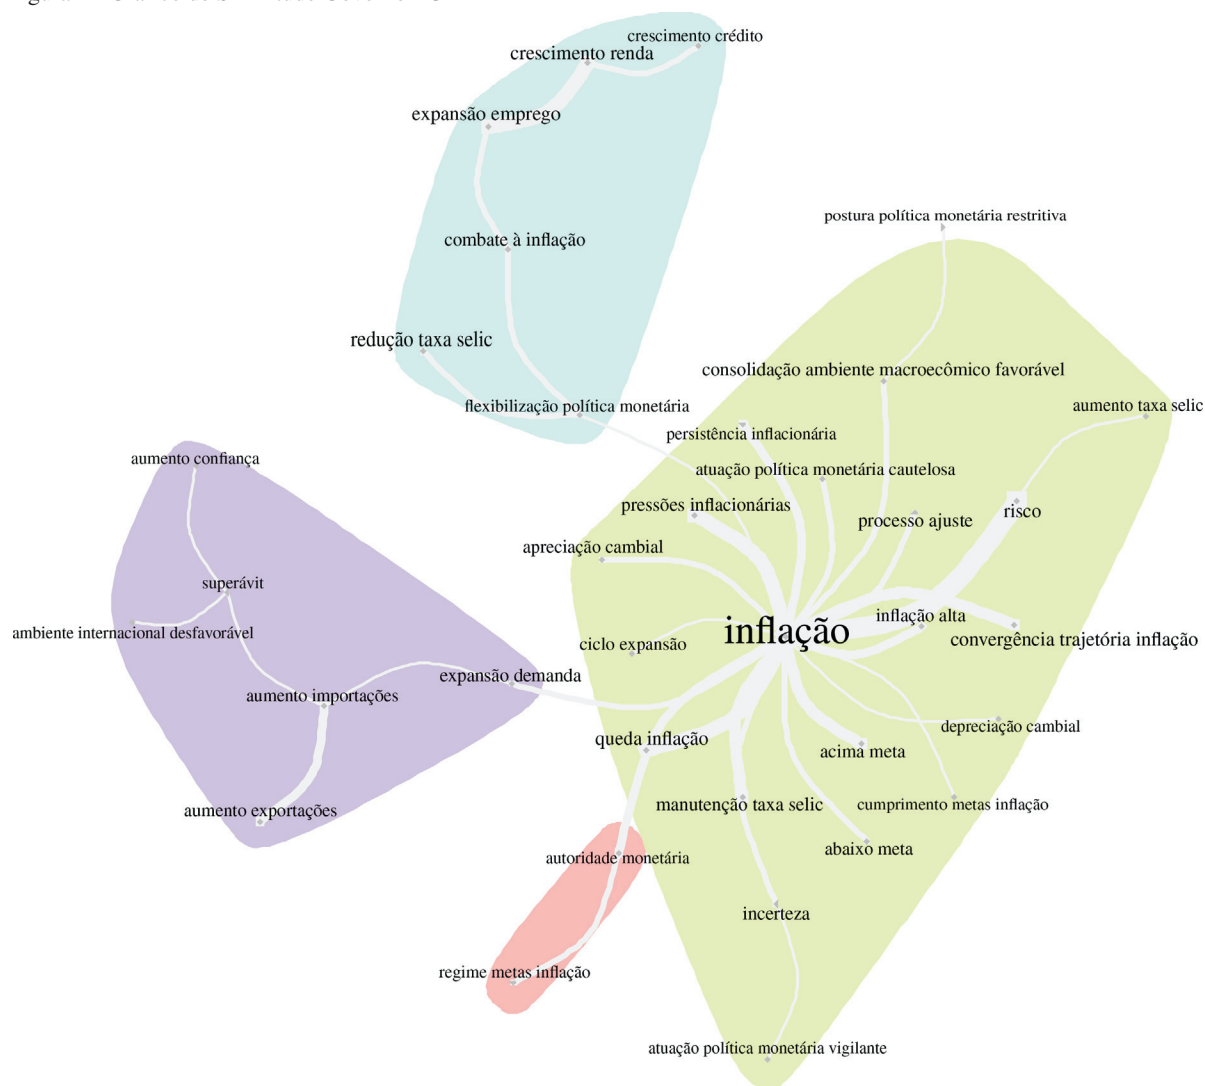 crescimento crédito
crescimento renda
expansão emprego
postura política monetária restritiva
combate à inflação
redução taxa selic
consolidação ambiente macroecômico favorável
flexibilização política monetária
aumento taxa selic
persistência inflacionária
aumento confiança
atuação política monetária cautelosa
pressões inflacionárias
risco
processo ajuste
apreciação cambial
superávit
inflação alta
ambiente internacional desfavorável
inflação
convergência trajetória inflação
ciclo expansão
expansão demanda
aumento importações
depreciação cambial
queda inflação
acima meta
manutenção taxa selic
cumprimento metas inflação
aumento exportações
abaixo meta
autoridade monetária
incerteza
regime metas inflação
atuação política monetária vigilante